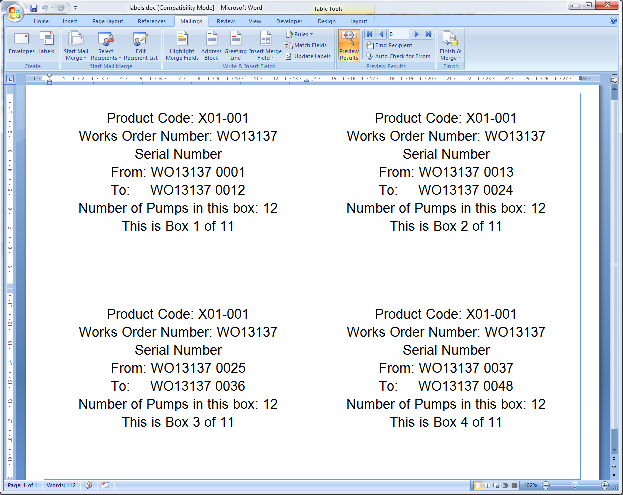 labels.doc [Compatibility Mode] - Microsoft Word
Table Tools
Home Insert Page Layout References Mailings Review View Developer Design Layout
Envelopes Labels
Create
Start Mail Merge
Select Recipients
Edit Recipient List
Start Mail Merge
Highlight Merge Fields
Address Block
Greeting Line
Insert Merge Field
Rules
Match Fields
Update Labels
Write & Insert Fields
Preview Results
Find Recipient
Auto Check for Errors
Preview Results
Finish & Merge
Finish
Product Code: X01-001
Works Order Number: WO13137
Serial Number
From: WO13137 0001
To: WO13137 0012
Number of Pumps in this box: 12
This is Box 1 of 11
Product Code: X01-001
Works Order Number: WO13137
Serial Number
From: WO13137 0013
To: WO13137 0024
Number of Pumps in this box: 12
This is Box 2 of 11
Product Code: X01-001
Works Order Number: WO13137
Serial Number
From: WO13137 0025
To: WO13137 0036
Number of Pumps in this box: 12
This is Box 3 of 11
Product Code: X01-001
Works Order Number: WO13137
Serial Number
From: WO13137 0037
To: WO13137 0048
Number of Pumps in this box: 12
This is Box 4 of 11
Page: 1 of 1 Words: 112
102%